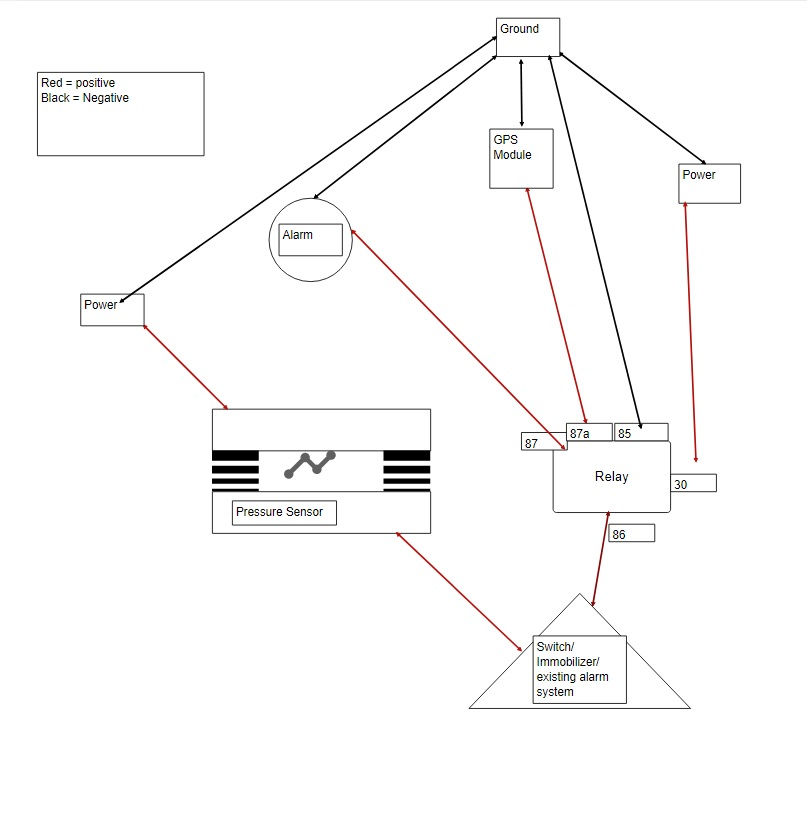 Ground
Red = positive
Black = Negative
GPS
Module
Power
Alarm
Power
87a
85
87
Relay
30
Pressure Sensor
86
Switch/
Immobilizer/
existing alarm
system